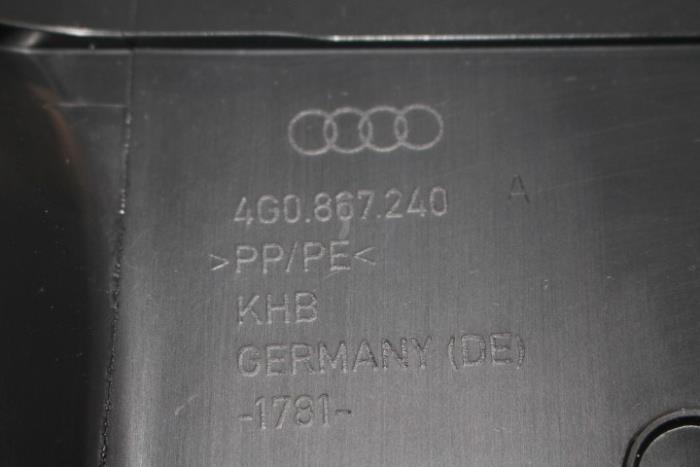 4G0.867.240 A
>PP/PE<
KHB
GERMANY (DE)
-1781-